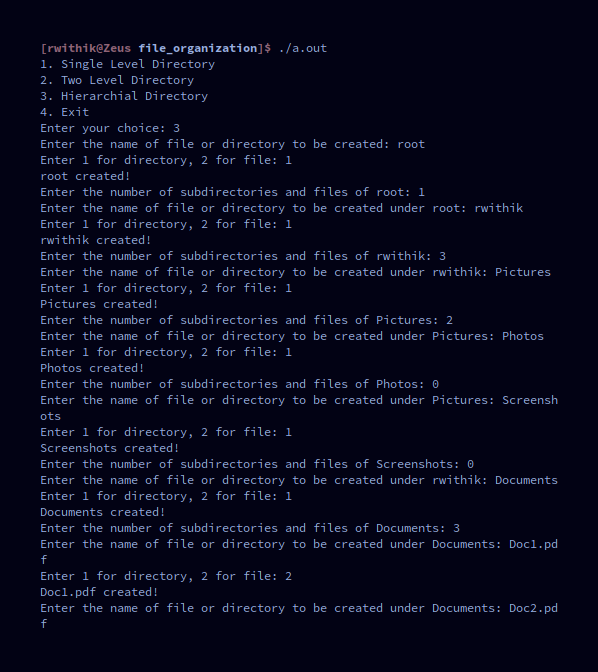 [rwithik@Zeus file_organization]$ ./a.out
1. Single Level Directory
2. Two Level Directory
3. Hierarchial Directory
4. Exit
Enter your choice: 3
Enter the name of file or directory to be created: root
Enter 1 for directory, 2 for file: 1
root created!
Enter the number of subdirectories and files of root: 1
Enter the name of file or directory to be created under root: rwithik
Enter 1 for directory, 2 for file: 1
rwithik created!
Enter the number of subdirectories and files of rwithik: 3
Enter the name of file or directory to be created under rwithik: Pictures
Enter 1 for directory, 2 for file: 1
Pictures created!
Enter the number of subdirectories and files of Pictures: 2
Enter the name of file or directory to be created under Pictures: Photos
Enter 1 for directory, 2 for file: 1
Photos created!
Enter the number of subdirectories and files of Photos: 0
Enter the name of file or directory to be created under Pictures: Screensh
ots
Enter 1 for directory, 2 for file: 1
Screenshots created!
Enter the number of subdirectories and files of Screenshots: 0
Enter the name of file or directory to be created under rwithik: Documents
Enter 1 for directory, 2 for file: 1
Documents created!
Enter the number of subdirectories and files of Documents: 3
Enter the name of file or directory to be created under Documents: Doc1.pd
f
Enter 1 for directory, 2 for file: 2
Doc1.pdf created!
Enter the name of file or directory to be created under Documents: Doc2.pd
f